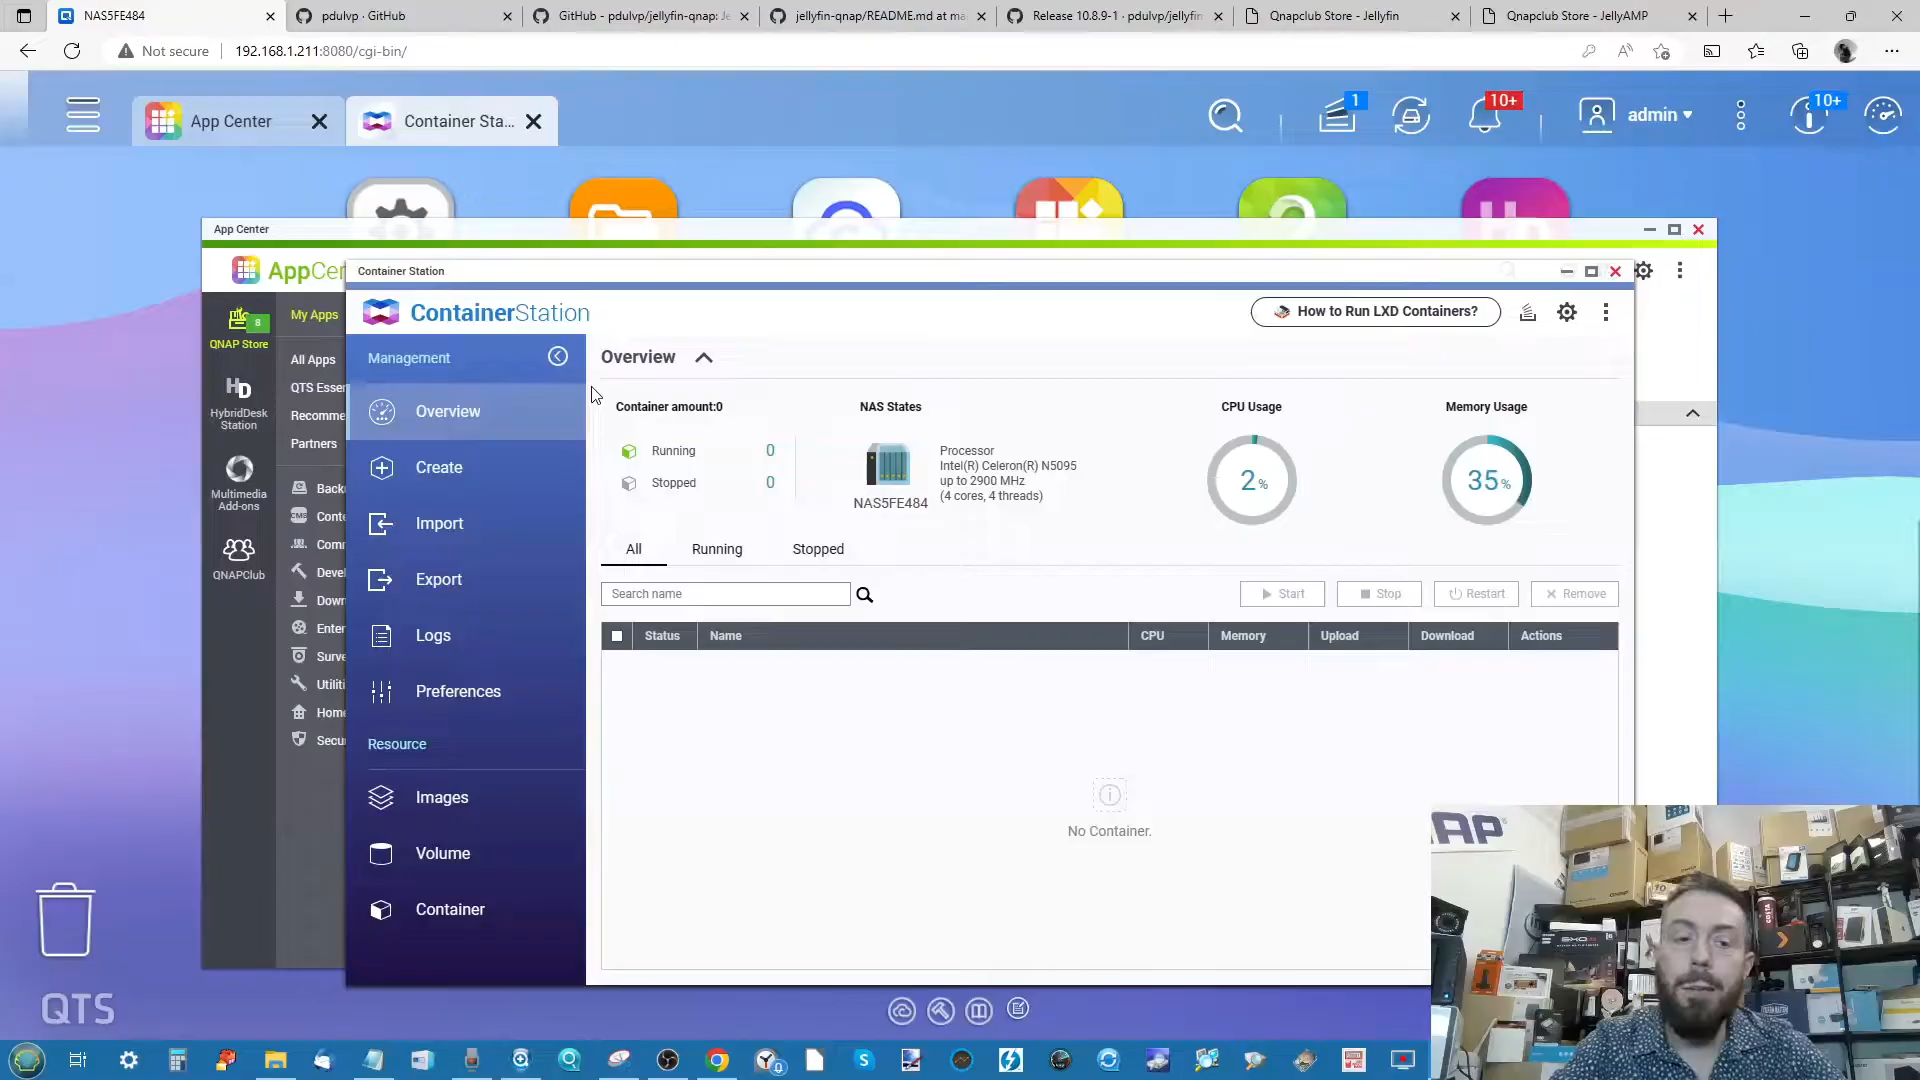 NAS5FE484
pdulvp · GitHub
GitHub - pdulvp/jellyfin-qnap: Je
jellyfin-qnap/README.md at ma
Release 10.8.9-1 · pdulvp/jellyfin
Qnapclub Store - Jellyfin
Qnapclub Store - JellyAMP
Not secure
192.168.1.211:8080/cgi-bin/
App Center
Container Sta...
1
10+
admin
10+
App Center
AppCen
Container Station
ContainerStation
How to Run LXD Containers?
8
QNAP Store
HybridDesk
Station
Multimedia
Add-ons
QNAPClub
My Apps
All Apps
QTS Essen
Recomme
Partners
Back
Conte
Comm
Devel
Down
Enter
Surve
Utiliti
Home
Secu
Management
Overview
Create
Import
Export
Logs
Preferences
Resource
Images
Volume
Container
Overview
Container amount:0
Running 0
Stopped 0
NAS States
NAS5FE484
Processor
Intel(R) Celeron(R) N5095
up to 2900 MHz
(4 cores, 4 threads)
CPU Usage
2%
Memory Usage
35%
All Running Stopped
Search name
Start Stop Restart Remove
Status Name CPU Memory Upload Download Actions
No Container.
QTS